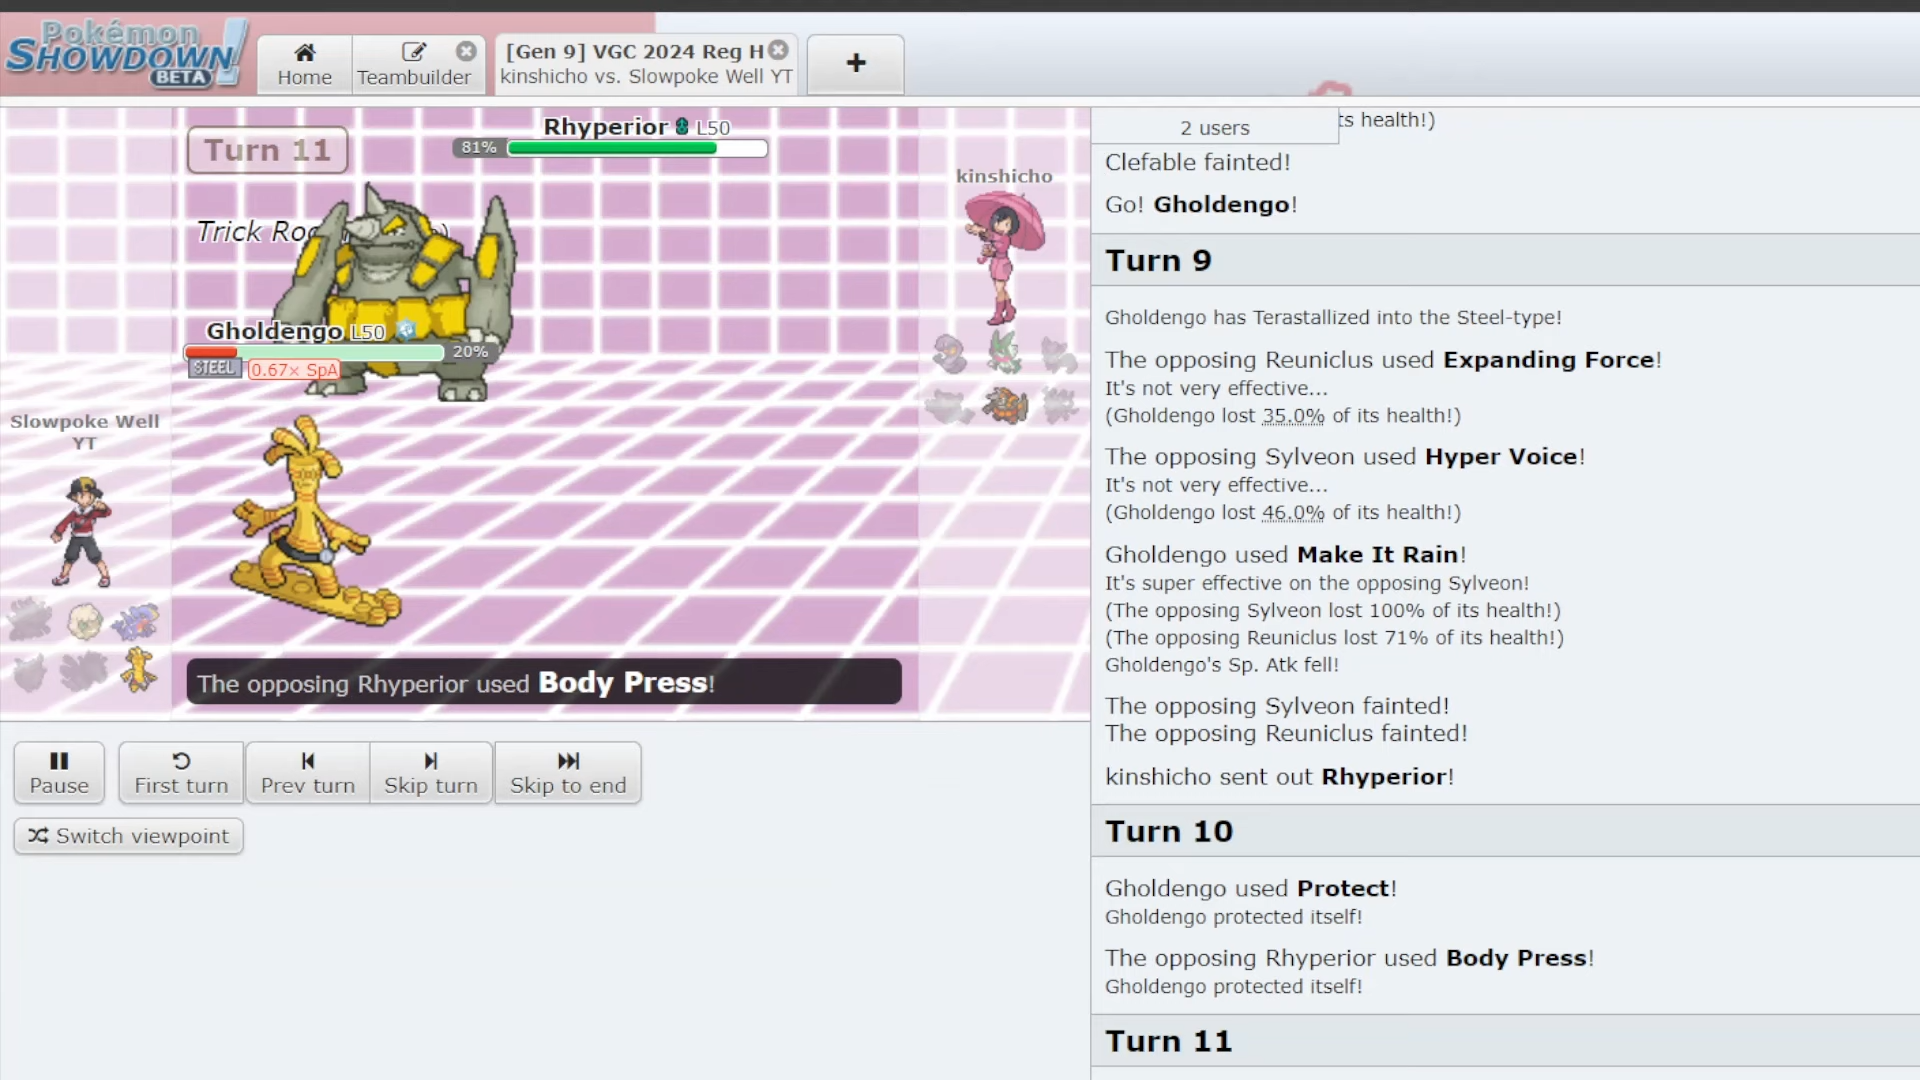 Pokémon
SHOWDOWN!
BETA
Home
Teambuilder
[Gen 9] VGC 2024 Reg H
kinshicho vs. Slowpoke Well YT
+
Turn 11
Rhyperior L50
81%
Trick
Gholdengo L50
20%
STEEL 0.67× SpA
kinshicho
Slowpoke Well
YT
The opposing Rhyperior used Body Press!
Pause
First turn
Prev turn
Skip turn
Skip to end
Switch viewpoint
2 users
ts health!)
Clefable fainted!
Go! Gholdengo!
Turn 9
Gholdengo has Terastallized into the Steel-type!
The opposing Reuniclus used Expanding Force!
It's not very effective...
(Gholdengo lost 35.0% of its health!)
The opposing Sylveon used Hyper Voice!
It's not very effective...
(Gholdengo lost 46.0% of its health!)
Gholdengo used Make It Rain!
It's super effective on the opposing Sylveon!
(The opposing Sylveon lost 100% of its health!)
(The opposing Reuniclus lost 71% of its health!)
Gholdengo's Sp. Atk fell!
The opposing Sylveon fainted!
The opposing Reuniclus fainted!
kinshicho sent out Rhyperior!
Turn 10
Gholdengo used Protect!
Gholdengo protected itself!
The opposing Rhyperior used Body Press!
Gholdengo protected itself!
Turn 11